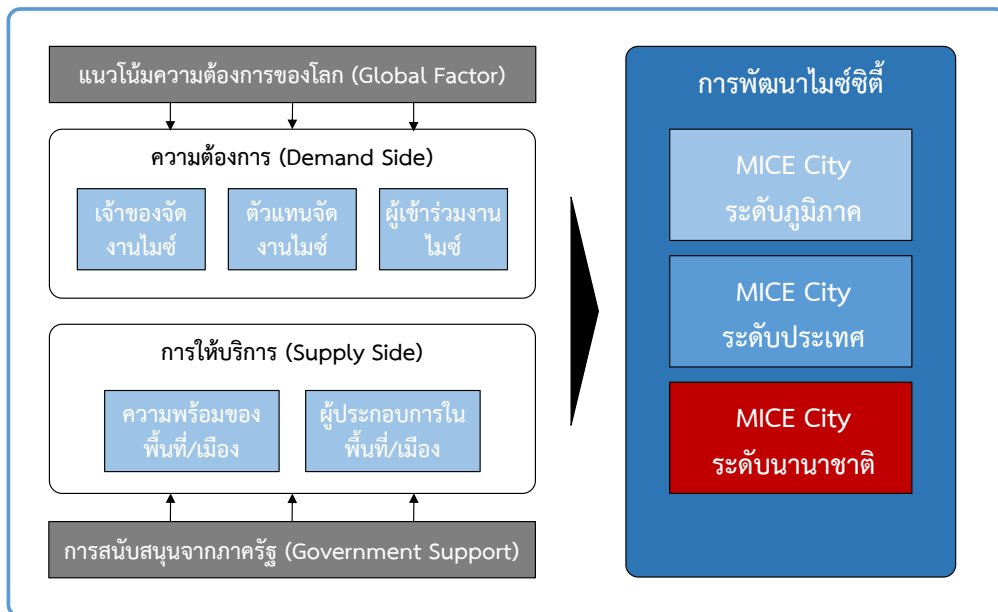 แนวโน้มความต้องการของโลก (Global Factor)
ความต้องการ (Demand Side)
เจ้าของจัด
งานไมซ์
ตัวแทนจัด
งานไมซ์
ผู้เข้าร่วมงาน
ไมซ์
การให้บริการ (Supply Side)
ความพร้อมของ
พื้นที่/เมือง
ผู้ประกอบการใน
พื้นที่/เมือง
การสนับสนุนจากภาครัฐ (Government Support)
การพัฒนาไมซ์ซิตี้
MICE City
ระดับภูมิภาค
MICE City
ระดับประเทศ
MICE City
ระดับนานาชาติ